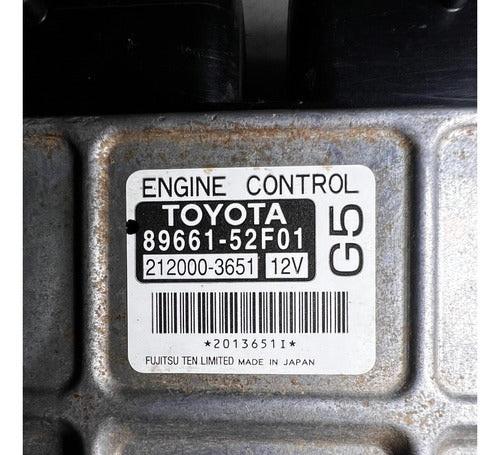 ENGINE CONTROL
TOYOTA
89661-52F01
212000-3651 12V
G5
*2013651I*
FUJITSU TEN LIMITED MADE IN JAPAN